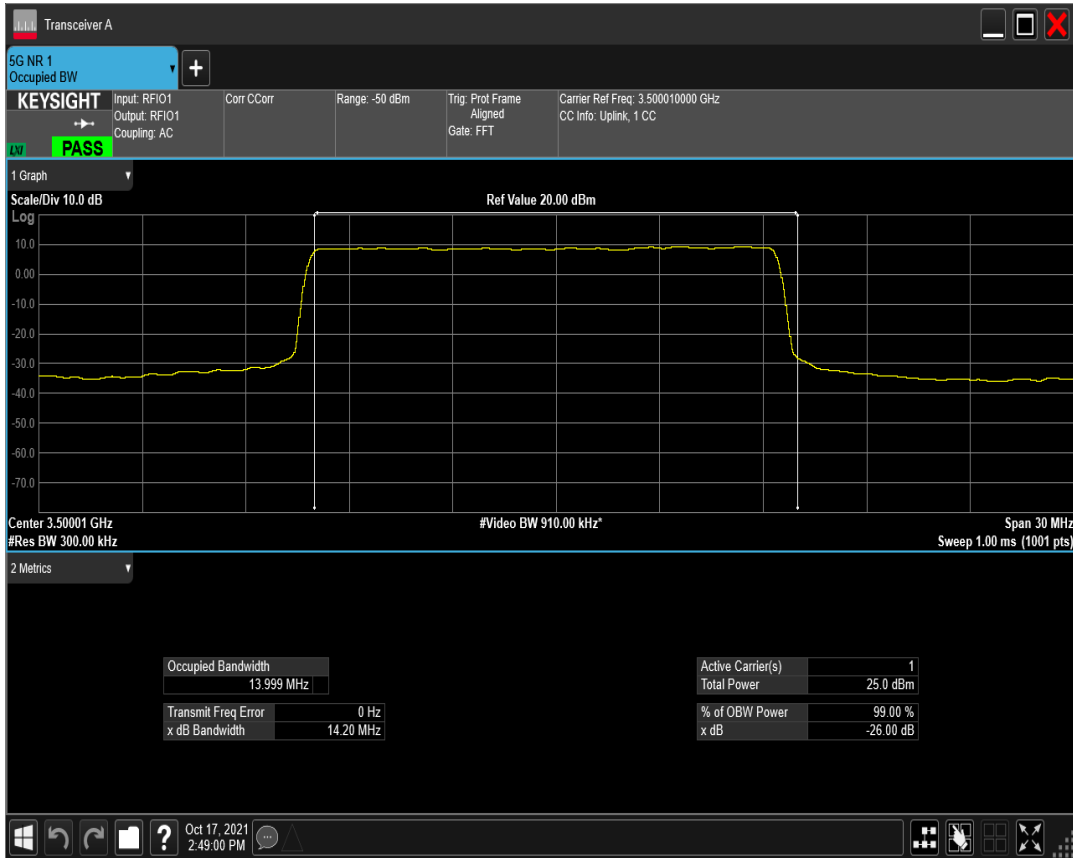 Transceiver A
5G NR 1
Occupied BW
KEYSIGHT
LXI
PASS
Input: RFIO1
Output: RFIO1
Coupling: AC
Corr CCorr
Range: -50 dBm
Trig: Prot Frame
Aligned
Gate: FFT
Carrier Ref Freq: 3.500010000 GHz
CC Info: Uplink, 1 CC
1 Graph
Scale/Div 10.0 dB
Ref Value 20.00 dBm
Log
10.0
0.00
-10.0
-20.0
-30.0
-40.0
-50.0
-60.0
-70.0
Center 3.50001 GHz
#Video BW 910.00 kHz*
Span 30 MHz
#Res BW 300.00 kHz
Sweep 1.00 ms (1001 pts)
2 Metrics
Occupied Bandwidth
13.999 MHz
Transmit Freq Error 0 Hz
x dB Bandwidth 14.20 MHz
Active Carrier(s) 1
Total Power 25.0 dBm
% of OBW Power 99.00 %
x dB -26.00 dB
Oct 17, 2021
2:49:00 PM